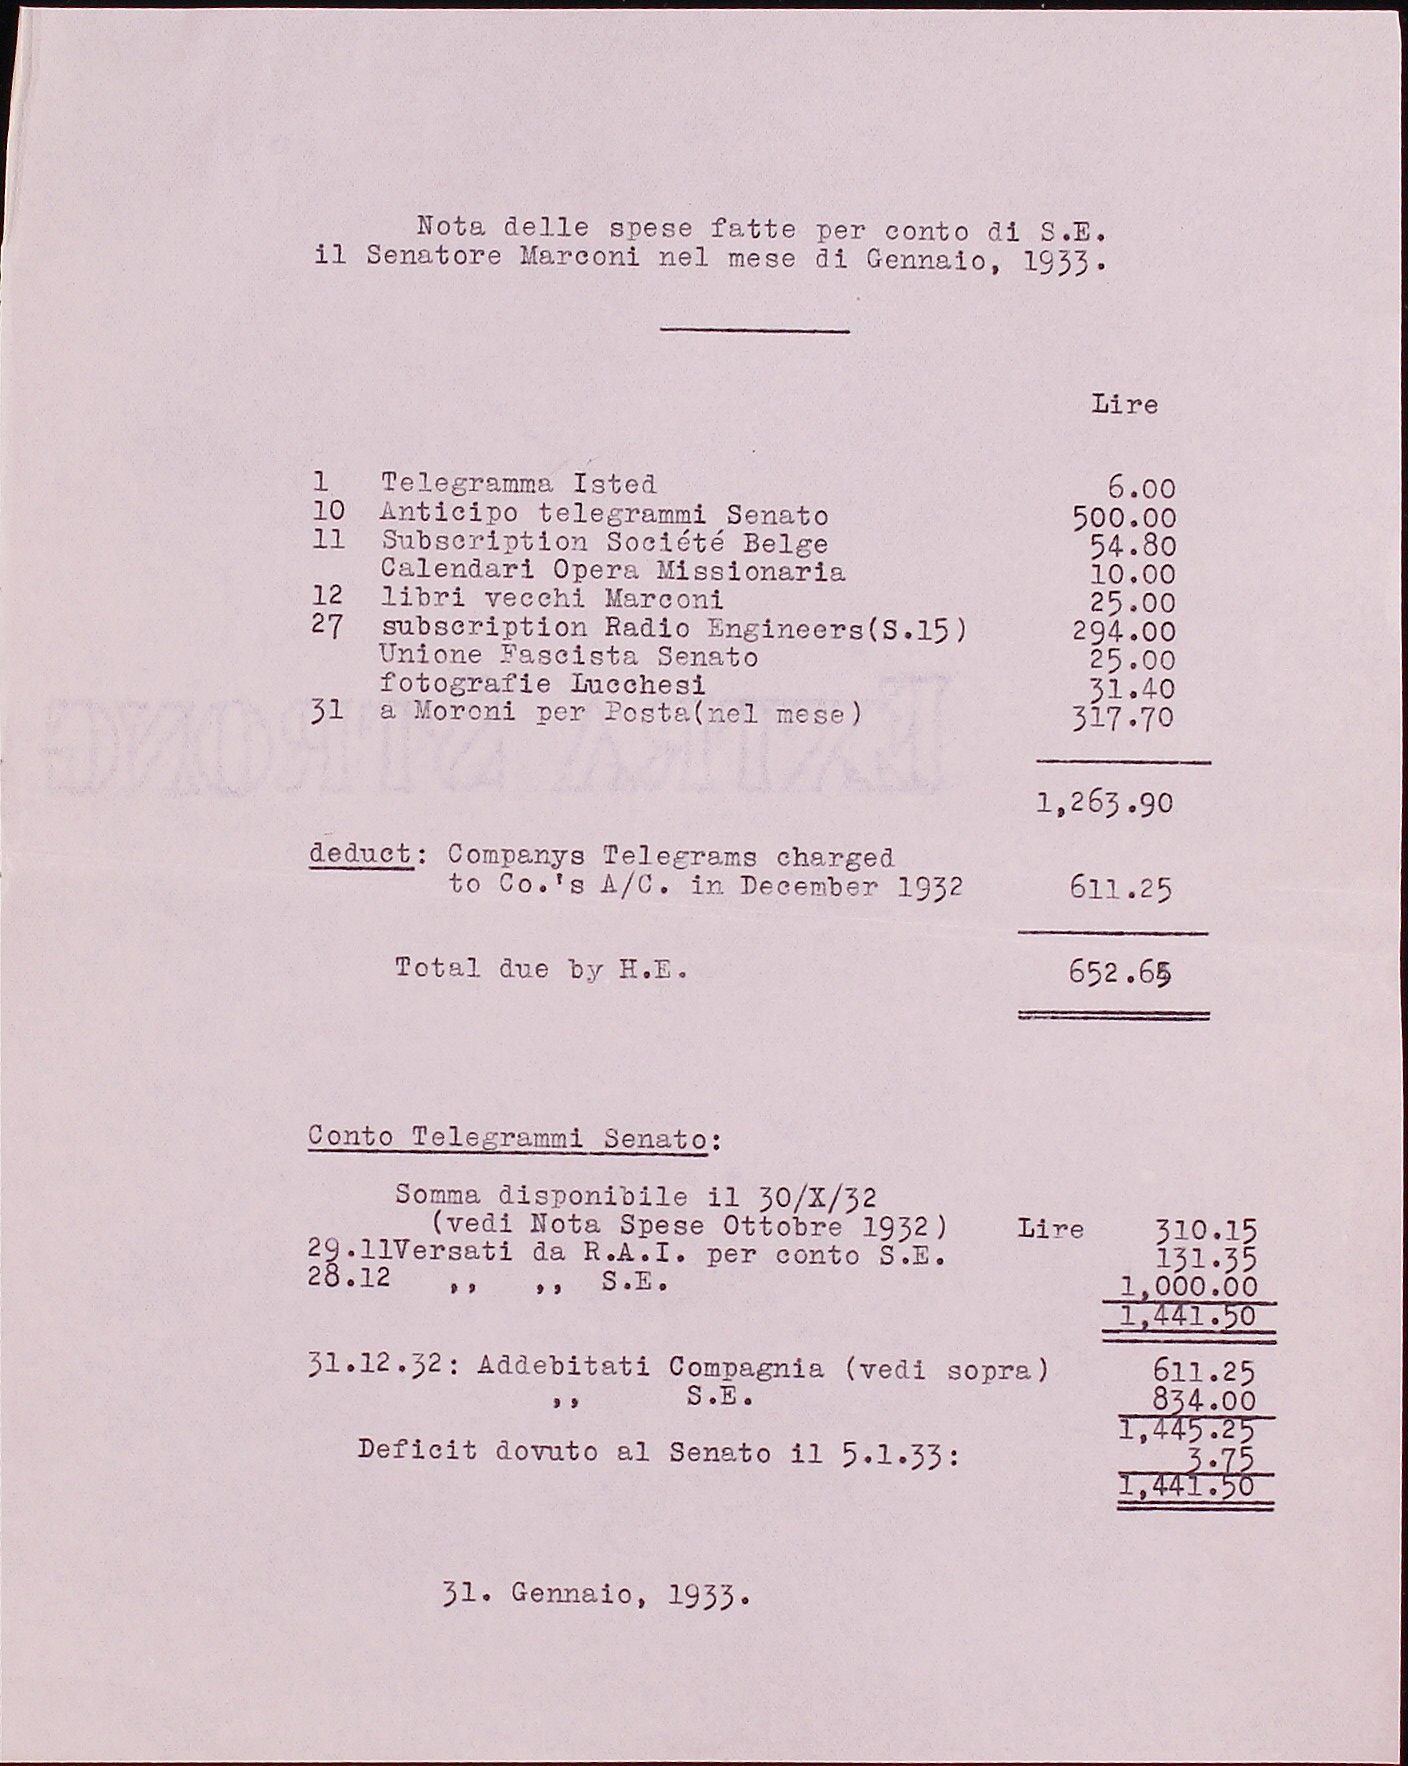 Nota delle spese fatte per conto di S.E.
il Senatore Marconi nel mese di Gennaio, 1933.
Lire
1 Telegramma Isted 6.00
10 Anticipo telegrammi Senato 500.00
11 Subscription Société Belge 54.80
Calendari Opera Missionaria 10.00
12 libri vecchi Marconi 25.00
27 subscription Radio Engineers(S.15) 294.00
Unione Fascista Senato 25.00
fotografie Lucchesi 31.40
31 a Moroni per Posta(nel mese) 317.70
EXTRA STRONG
1,263.90
deduct: Companys Telegrams charged
to Co.'s A/C. in December 1932 611.25
Total due by H.E. 652.65
Conto Telegrammi Senato:
Somma disponibile il 30/X/32
(vedi Nota Spese Ottobre 1932) Lire 310.15
29.11Versati da R.A.I. per conto S.E. 131.35
28.12 ,, ,, S.E. 1,000.00
1,441.50
31.12.32: Addebitati Compagnia (vedi sopra) 611.25
,, S.E. 834.00
1,445.25
Deficit dovuto al Senato il 5.1.33: 3.75
1,441.50
31. Gennaio, 1933.